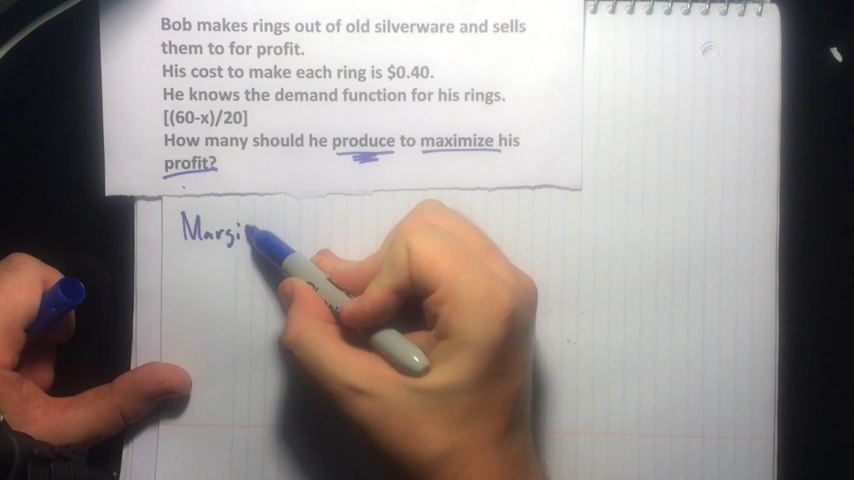 Bob makes rings out of old silverware and sells
them to for profit.
His cost to make each ring is $0.40.
He knows the demand function for his rings.
[(60-x)/20]
How many should he produce to maximize his
profit?
Margi